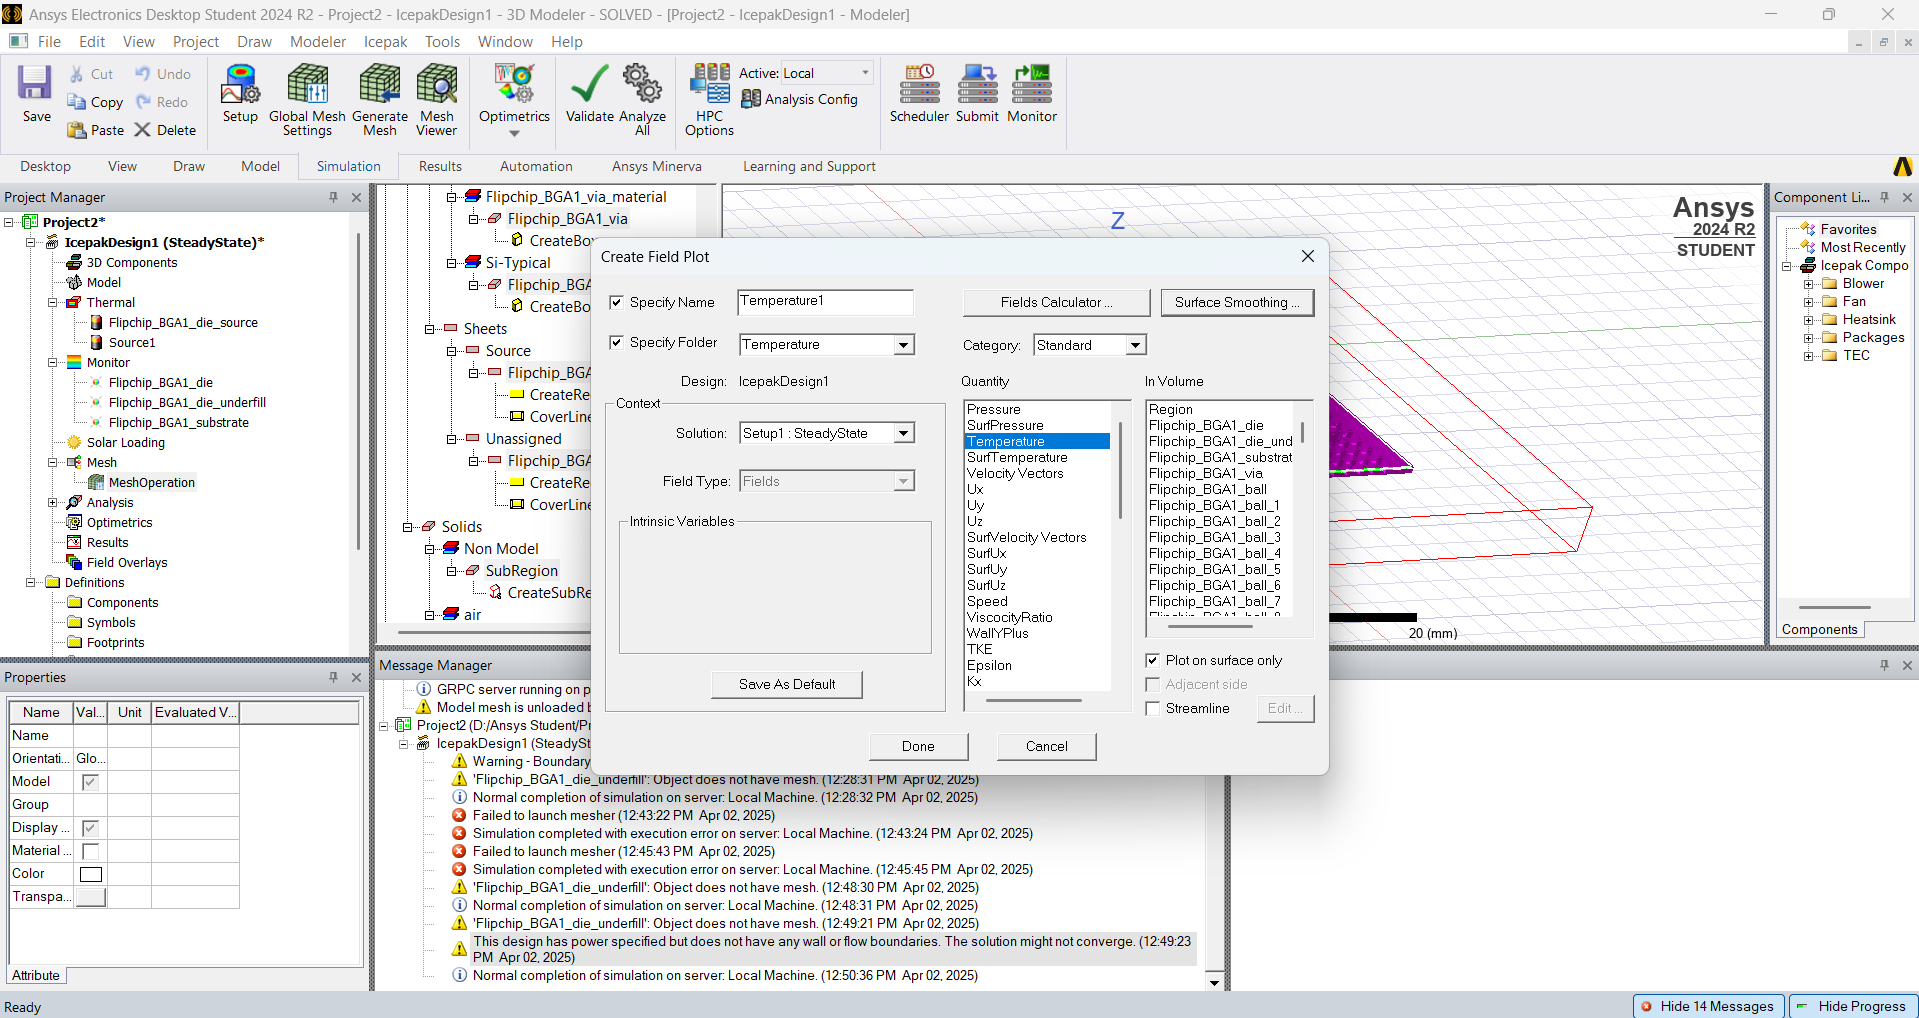 Ansys Electronics Desktop Student 2024 R2 - Project2 - IcepakDesign1 - 3D Modeler - SOLVED - [Project2 - IcepakDesign1 - Modeler]
File Edit View Project Draw Modeler Icepak Tools Window Help
Save
Cut
Copy
Paste
Undo
Redo
Delete
Setup
Global Mesh Settings
Generate Mesh
Mesh Viewer
Optimetrics
Validate
Analyze All
HPC Options
Active: Local
Analysis Config
Scheduler
Submit
Monitor
Desktop View Draw Model Simulation Results Automation Ansys Minerva Learning and Support
Project Manager
Project2*
IcepakDesign1 (SteadyState)*
3D Components
Model
Thermal
Flipchip_BGA1_die_source
Source1
Monitor
Flipchip_BGA1_die
Flipchip_BGA1_die_underfill
Flipchip_BGA1_substrate
Solar Loading
Mesh
MeshOperation
Analysis
Optimetrics
Results
Field Overlays
Definitions
Components
Symbols
Footprints
Flipchip_BGA1_via_material
Flipchip_BGA1_via
CreateBo
Si-Typical
Flipchip_BGA
CreateBo
Sheets
Source
Flipchip_BGA
CreateRe
CoverLine
Unassigned
Flipchip_BGA
CreateRe
CoverLine
Solids
Non Model
SubRegion
CreateSubRe
air
Z
Ansys
2024 R2
STUDENT
20 (mm)
Component Li...
Favorites
Most Recently
Icepak Compo
Blower
Fan
Heatsink
Packages
TEC
Components
Create Field Plot
Specify Name Temperature1
Fields Calculator ...
Surface Smoothing ...
Specify Folder Temperature
Category: Standard
Design: IcepakDesign1
Context
Solution: Setup1 : SteadyState
Field Type: Fields
Intrinsic Variables
Save As Default
Quantity
Pressure
SurfPressure
Temperature
SurfTemperature
Velocity Vectors
Ux
Uy
Uz
SurfVelocity Vectors
SurfUx
SurfUy
SurfUz
Speed
ViscosityRatio
WallYPlus
TKE
Epsilon
Kx
In Volume
Region
Flipchip_BGA1_die
Flipchip_BGA1_die_und
Flipchip_BGA1_substrat
Flipchip_BGA1_via
Flipchip_BGA1_ball
Flipchip_BGA1_ball_1
Flipchip_BGA1_ball_2
Flipchip_BGA1_ball_3
Flipchip_BGA1_ball_4
Flipchip_BGA1_ball_5
Flipchip_BGA1_ball_6
Flipchip_BGA1_ball_7
Plot on surface only
Adjacent side
Streamline
Edit ...
Done
Cancel
Properties
Name Val... Unit Evaluated V...
Name
Orientati... Glo...
Model
Group
Display ...
Material ...
Color
Transpa...
Attribute
Message Manager
GRPC server running on p
Model mesh is unloaded b
Project2 (D:/Ansys Student/Pr
IcepakDesign1 (SteadySt
Warning - Boundary
'Flipchip_BGA1_die_underfill': Object does not have mesh. (12:28:31 PM Apr 02, 2025)
Normal completion of simulation on server: Local Machine. (12:28:32 PM Apr 02, 2025)
Failed to launch mesher (12:43:22 PM Apr 02, 2025)
Simulation completed with execution error on server: Local Machine. (12:43:24 PM Apr 02, 2025)
Failed to launch mesher (12:45:43 PM Apr 02, 2025)
Simulation completed with execution error on server: Local Machine. (12:45:45 PM Apr 02, 2025)
'Flipchip_BGA1_die_underfill': Object does not have mesh. (12:48:30 PM Apr 02, 2025)
Normal completion of simulation on server: Local Machine. (12:48:31 PM Apr 02, 2025)
'Flipchip_BGA1_die_underfill': Object does not have mesh. (12:49:21 PM Apr 02, 2025)
This design has power specified but does not have any wall or flow boundaries. The solution might not converge. (12:49:23
PM Apr 02, 2025)
Normal completion of simulation on server: Local Machine. (12:50:36 PM Apr 02, 2025)
Ready
Hide 14 Messages
Hide Progress